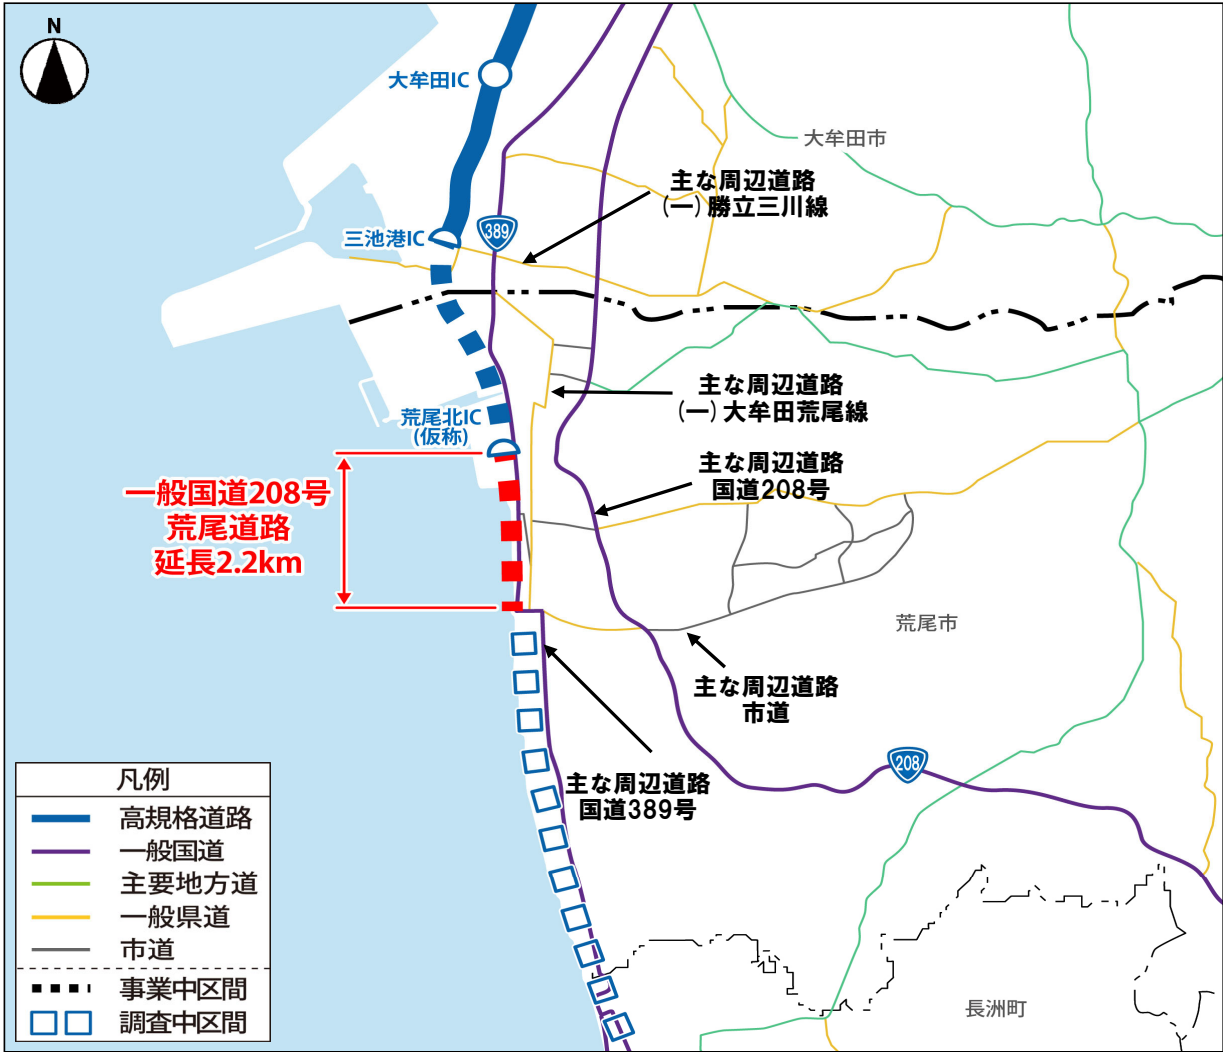 N
大牟田IC
大牟田市
主な周辺道路
(一)勝立三川線
389
三池港IC
主な周辺道路
(一)大牟田荒尾線
荒尾北IC
(仮称)
主な周辺道路
国道208号
一般国道208号
荒尾道路
延長2.2km
荒尾市
主な周辺道路
市道
208
主な周辺道路
国道389号
凡例
高規格道路
一般国道
主要地方道
一般県道
市道
事業中区間
調査中区間
長洲町